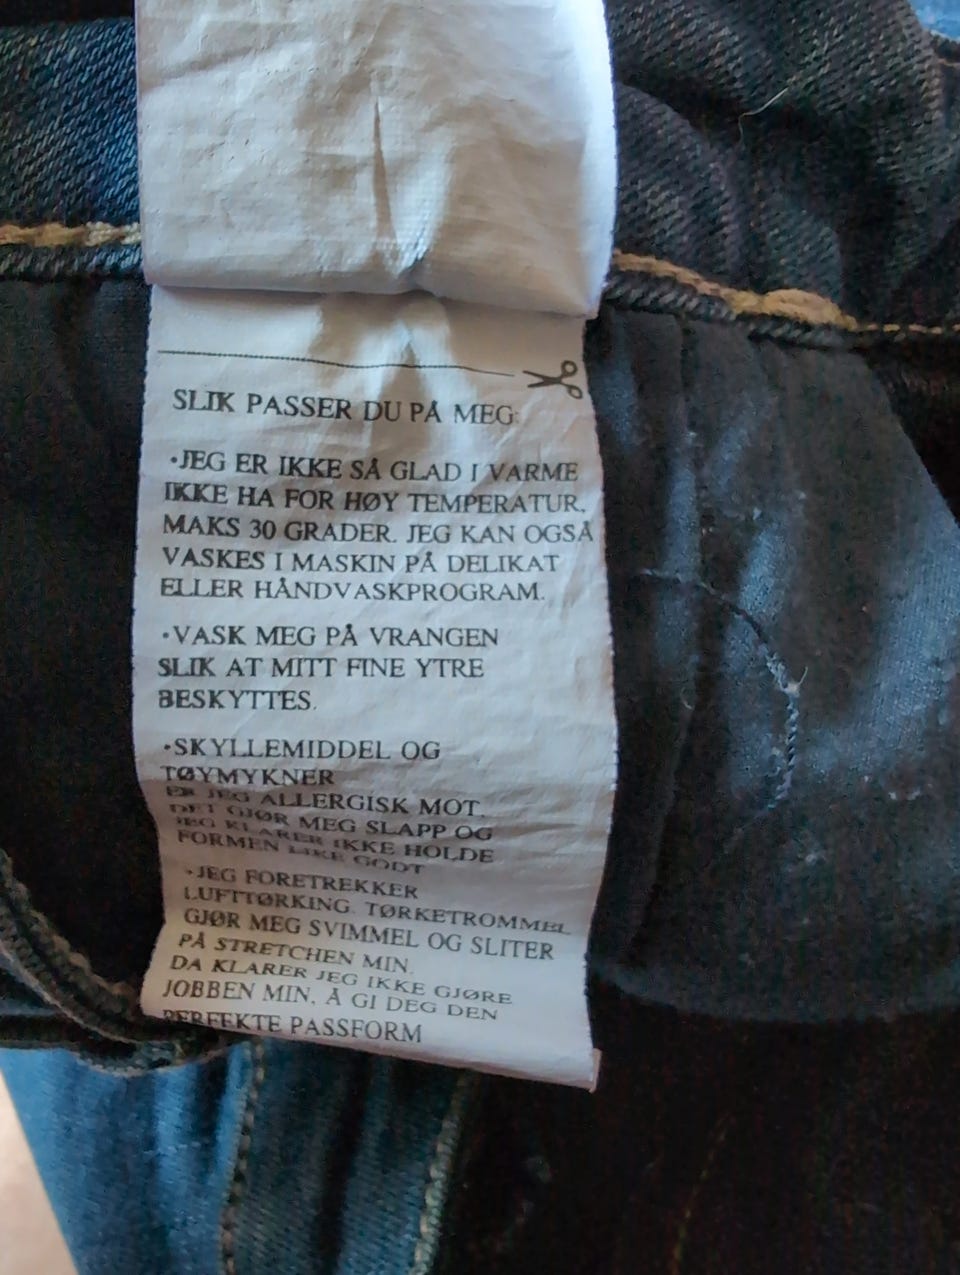 SLIK PASSER DU PÅ MEG:
•JEG ER IKKE SÅ GLAD I VARME
IKKE HA FOR HØY TEMPERATUR.
MAKS 30 GRADER. JEG KAN OGSÅ
VASKES I MASKIN PÅ DELIKAT
ELLER HÅNDVASKPROGRAM.
•VASK MEG PÅ VRANGEN
SLIK AT MITT FINE YTRE
BESKYTTES.
•SKYLLEMIDDEL OG
TØYMYKNER
ER JEG ALLERGISK MOT.
DET GJØR MEG SLAPP OG
JEG KLARER IKKE HOLDE
FORMEN LIKE GODT
•JEG FORETREKKER
LUFTTØRKING. TØRKETROMMEL
GJØR MEG SVIMMEL OG SLITER
PÅ STRETCHEN MIN.
DA KLARER JEG IKKE GJØRE
JOBBEN MIN, Å GI DEG DEN
PERFEKTE PASSFORM